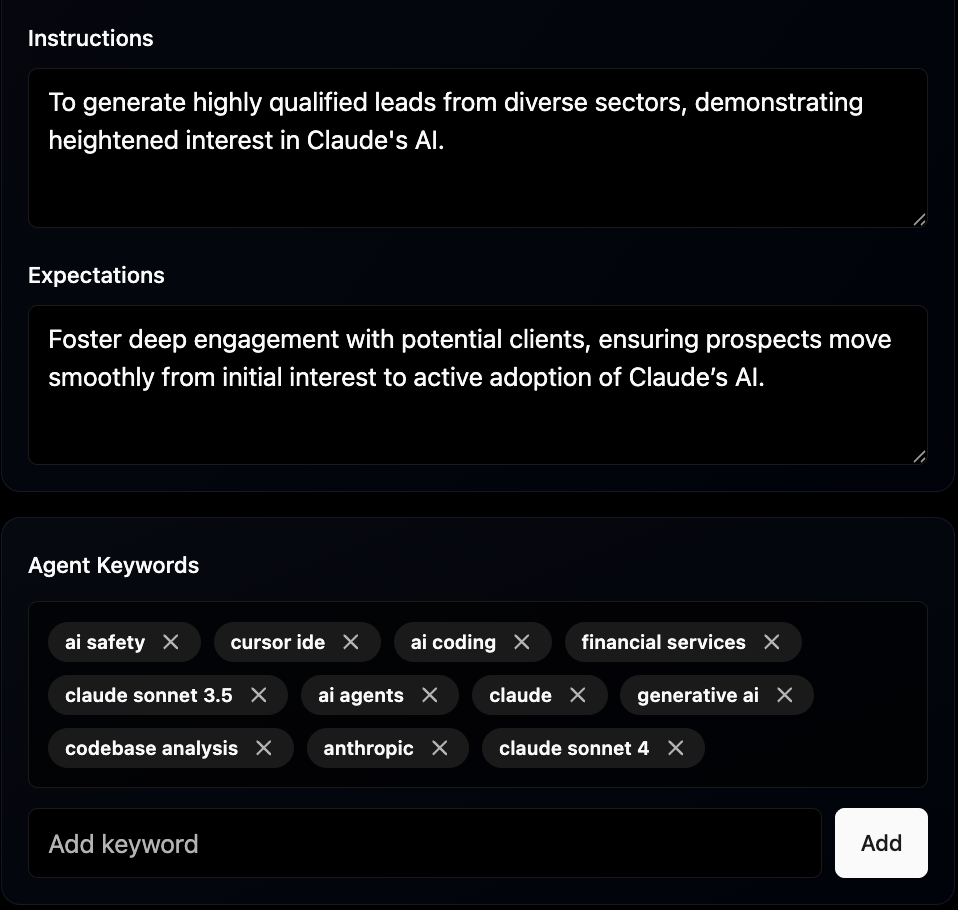 Instructions
To generate highly qualified leads from diverse sectors, demonstrating
heightened interest in Claude's AI.
Expectations
Foster deep engagement with potential clients, ensuring prospects move
smoothly from initial interest to active adoption of Claude’s AI.
Agent Keywords
ai safety cursor ide ai coding financial services
claude sonnet 3.5 ai agents claude generative ai
codebase analysis anthropic claude sonnet 4
Add keyword Add